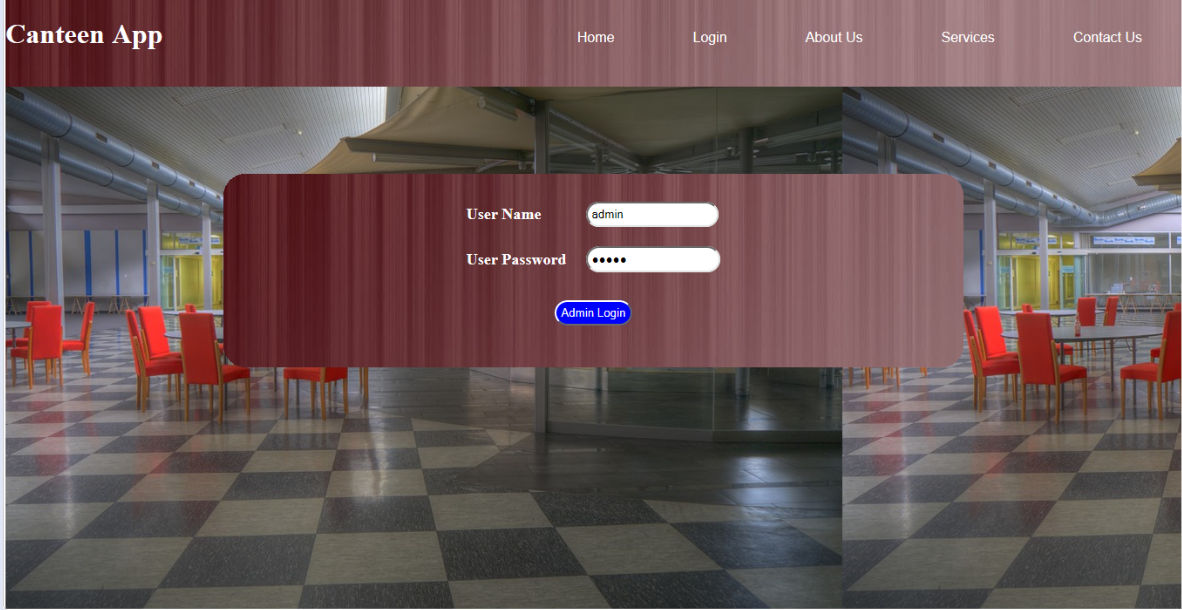 Canteen App
Home Login About Us Services Contact Us
User Name admin
User Password •••••
Admin Login